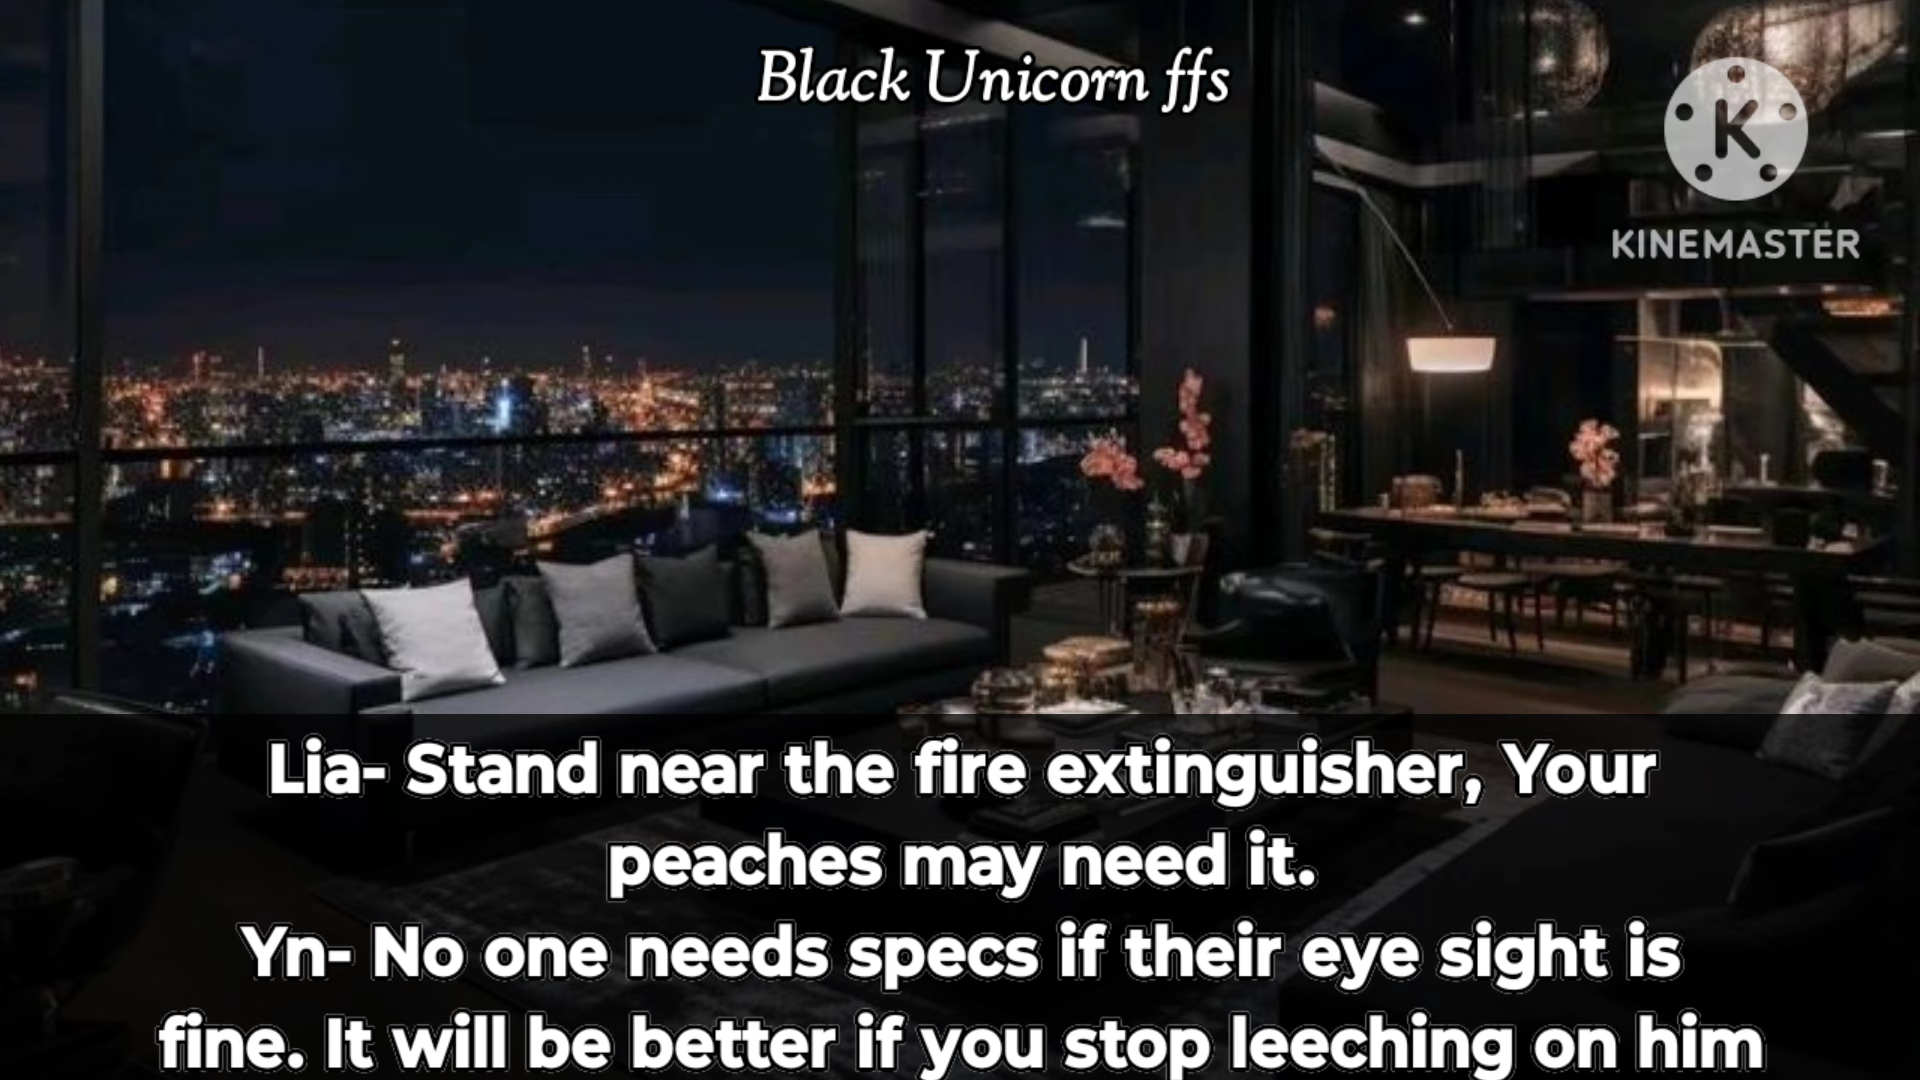 Black Unicorn ffs
K
KINEMASTER
Lia- Stand near the fire extinguisher, Your
peaches may need it.
Yn- No one needs specs if their eye sight is
fine. It will be better if you stop leeching on him